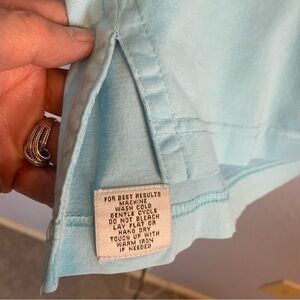 FOR BEST RESULTS
MACHINE
WASH COLD
GENTLE CYCLE
DO NOT BLEACH
LAY FLAT OR
HANG DRY
TOUCH UP WITH
WARM IRON
IF NEEDED